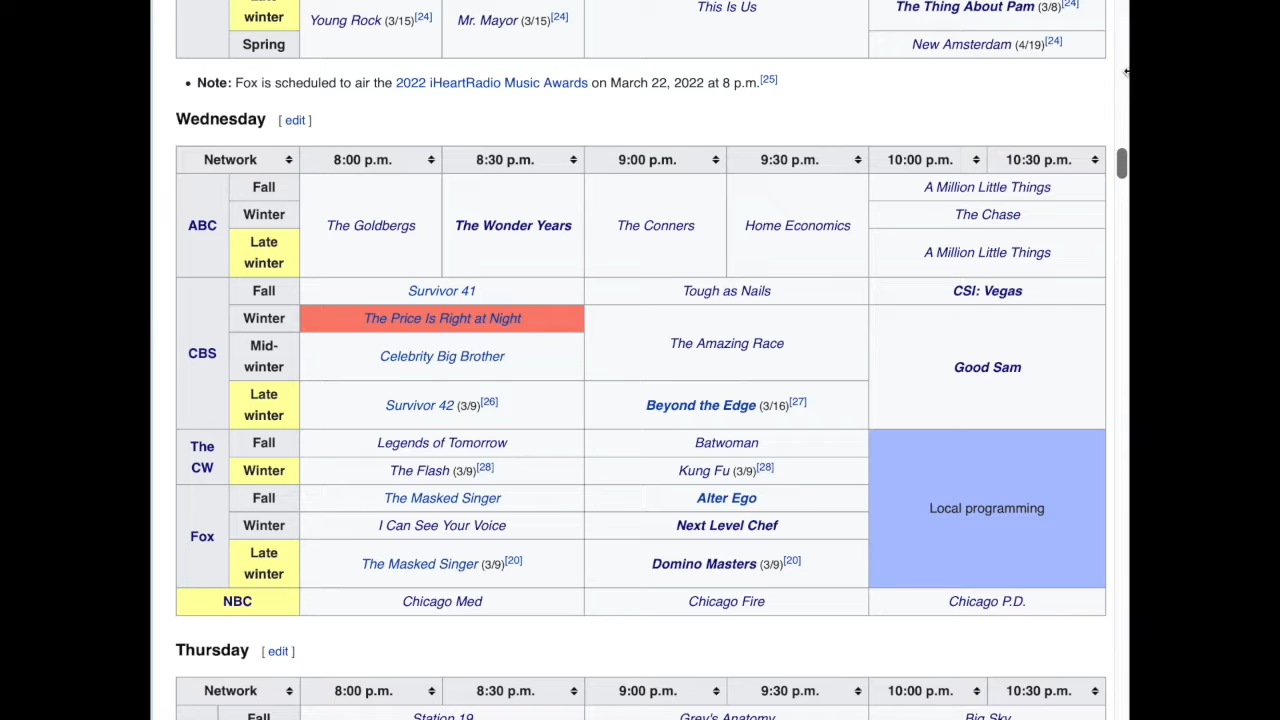 winter
Young Rock (3/15)[24]
Mr. Mayor (3/15)[24]
This Is Us
The Thing About Pam (3/8)[24]
Spring
New Amsterdam (4/19)[24]
• Note: Fox is scheduled to air the 2022 iHeartRadio Music Awards on March 22, 2022 at 8 p.m.[25]
Wednesday [ edit ]
Network 8:00 p.m. 8:30 p.m. 9:00 p.m. 9:30 p.m. 10:00 p.m. 10:30 p.m.
ABC
Fall
The Goldbergs
The Wonder Years
The Conners
Home Economics
A Million Little Things
Winter
The Chase
Late
winter
A Million Little Things
CBS
Fall
Survivor 41
Tough as Nails
CSI: Vegas
Winter
The Price Is Right at Night
The Amazing Race
Good Sam
Mid-
winter
Celebrity Big Brother
Late
winter
Survivor 42 (3/9)[26]
Beyond the Edge (3/16)[27]
The
CW
Fall
Legends of Tomorrow
Batwoman
Local programming
Winter
The Flash (3/9)[28]
Kung Fu (3/9)[28]
Fox
Fall
The Masked Singer
Alter Ego
Winter
I Can See Your Voice
Next Level Chef
Late
winter
The Masked Singer (3/9)[20]
Domino Masters (3/9)[20]
NBC
Chicago Med
Chicago Fire
Chicago P.D.
Thursday [ edit ]
Network 8:00 p.m. 8:30 p.m. 9:00 p.m. 9:30 p.m. 10:00 p.m. 10:30 p.m.
Fall
Station 19
Grey's Anatomy
Big Sky